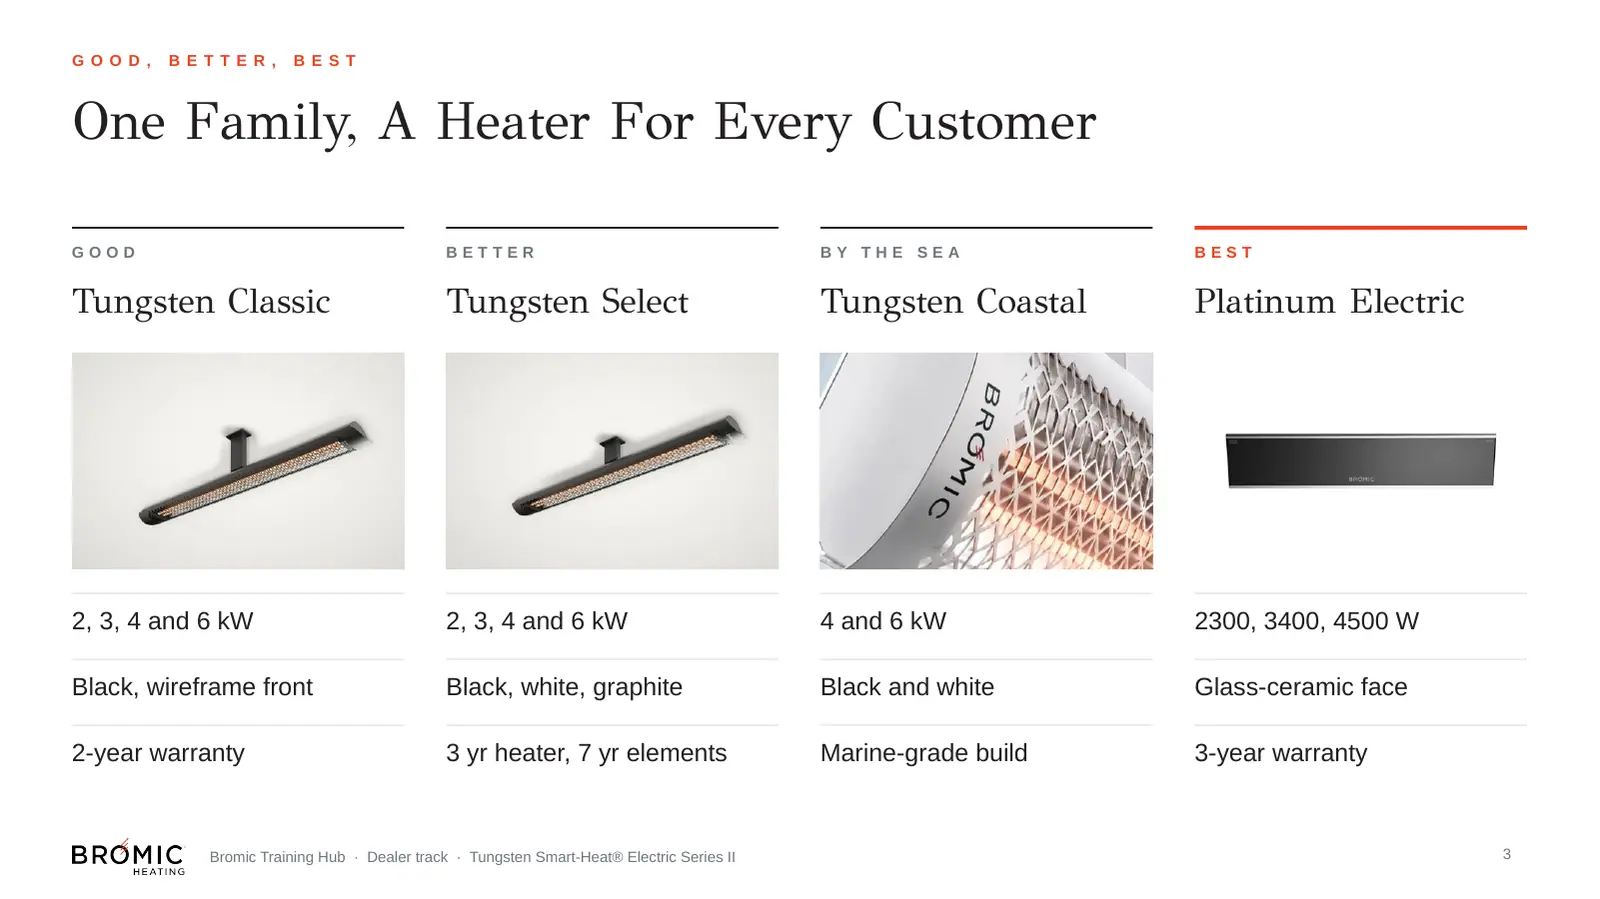 GOOD, BETTER, BEST
One Family, A Heater For Every Customer
GOOD
Tungsten Classic
2, 3, 4 and 6 kW
Black, wireframe front
2-year warranty
BETTER
Tungsten Select
2, 3, 4 and 6 kW
Black, white, graphite
3 yr heater, 7 yr elements
BY THE SEA
Tungsten Coastal
BROMIC
4 and 6 kW
Black and white
Marine-grade build
BEST
Platinum Electric
BROMIC
2300, 3400, 4500 W
Glass-ceramic face
3-year warranty
BROMIC
HEATING
Bromic Training Hub · Dealer track · Tungsten Smart-Heat® Electric Series II
3